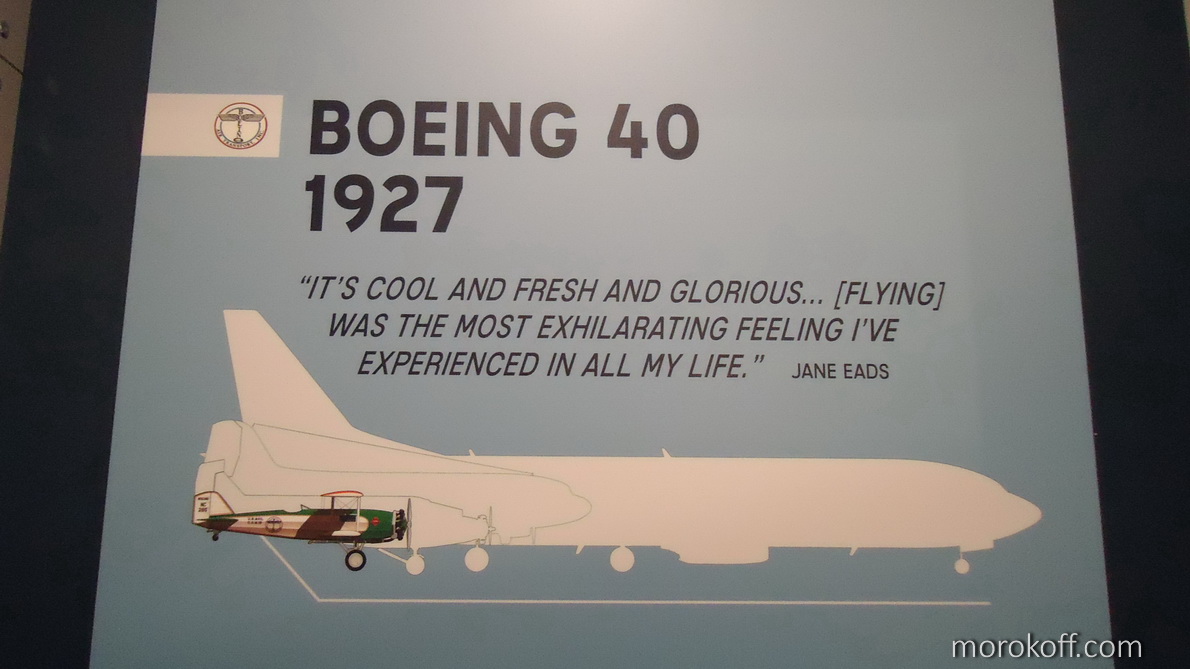 BOEING 40
1927
“IT’S COOL AND FRESH AND GLORIOUS... [FLYING]
WAS THE MOST EXHILARATING FEELING I’VE
EXPERIENCED IN ALL MY LIFE.” JANE EADS
morokoff.com